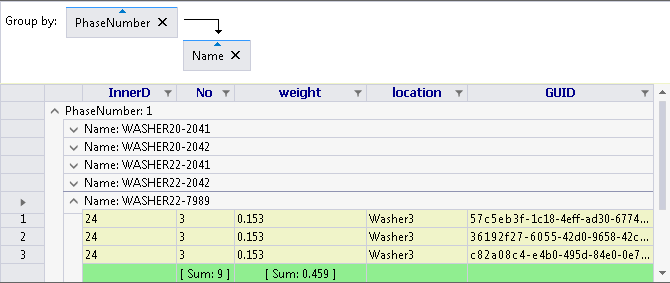 Group by: PhaseNumber ×
Name ×
InnerD No weight location GUID
PhaseNumber: 1
Name: WASHER20-2041
Name: WASHER20-2042
Name: WASHER22-2041
Name: WASHER22-2042
Name: WASHER22-7989
1 24 3 0.153 Washer3 57c5eb3f-1c18-4eff-ad30-6774...
2 24 3 0.153 Washer3 36192f27-6055-42d0-9658-42c...
3 24 3 0.153 Washer3 c82a08c4-e4b0-495d-84e0-0e7...
[ Sum: 9 ] [ Sum: 0.459 ]